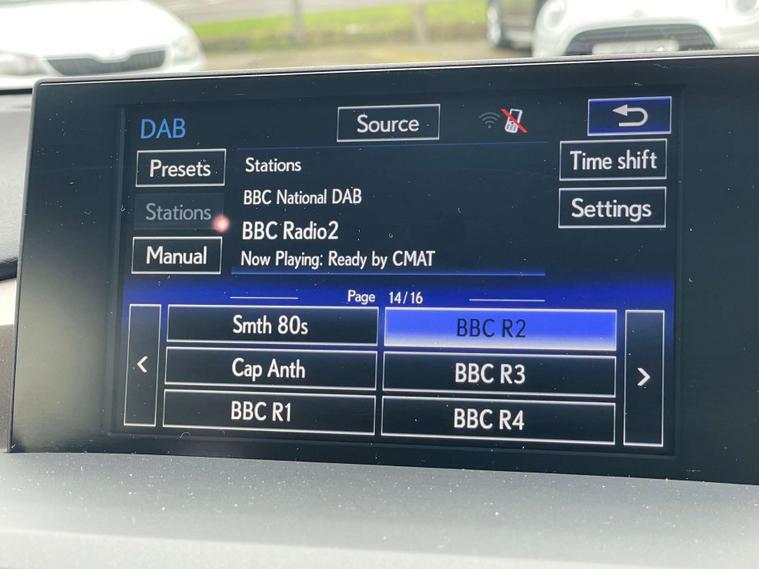 DAB
Source
Presets
Stations
Time shift
BBC National DAB
Stations
BBC Radio2
Settings
Manual
Now Playing: Ready by CMAT
Page 14/16
Smth 80s
BBC R2
Cap Anth
BBC R3
BBC R1
BBC R4